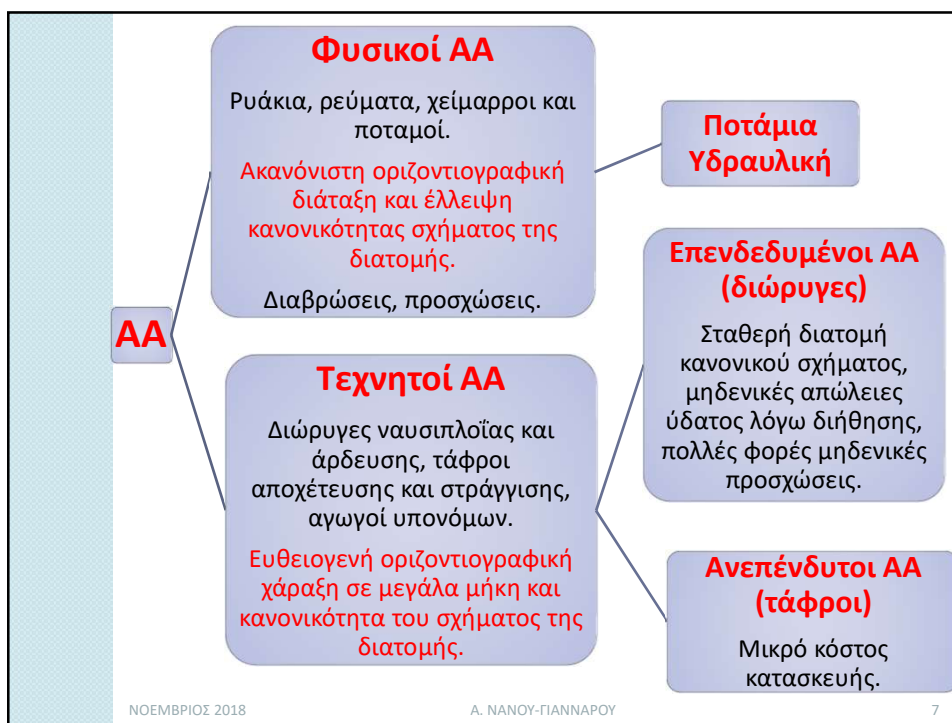 Φυσικοί ΑΑ
Ρυάκια, ρεύματα, χείμαρροι και
ποταμοί.
Ακανόνιστη οριζοντιογραφική
διάταξη και έλλειψη
κανονικότητας σχήματος της
διατομής.
Διαβρώσεις, προσχώσεις.
Ποτάμια
Υδραυλική
ΑΑ
Τεχνητοί ΑΑ
Διώρυγες ναυσιπλοΐας και
άρδευσης, τάφροι
αποχέτευσης και στράγγισης,
αγωγοί υπονόμων.
Ευθειογενή οριζοντιογραφική
χάραξη σε μεγάλα μήκη και
κανονικότητα του σχήματος της
διατομής.
Επενδεδυμένοι ΑΑ
(διώρυγες)
Σταθερή διατομή
κανονικού σχήματος,
μηδενικές απώλειες
ύδατος λόγω διήθησης,
πολλές φορές μηδενικές
προσχώσεις.
Ανεπένδυτοι ΑΑ
(τάφροι)
Μικρό κόστος
κατασκευής.
ΝΟΕΜΒΡΙΟΣ 2018
Α. ΝΑΝΟΥ-ΓΙΑΝΝΑΡΟΥ
7